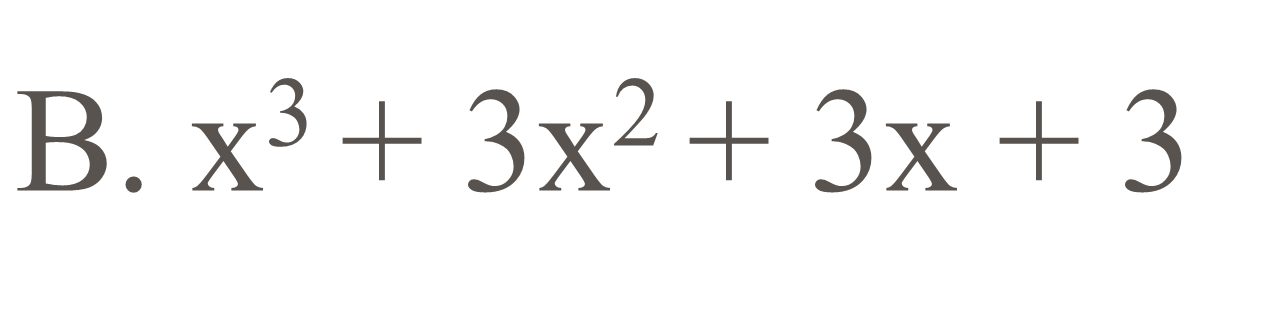 B. x³ + 3x² + 3x + 3